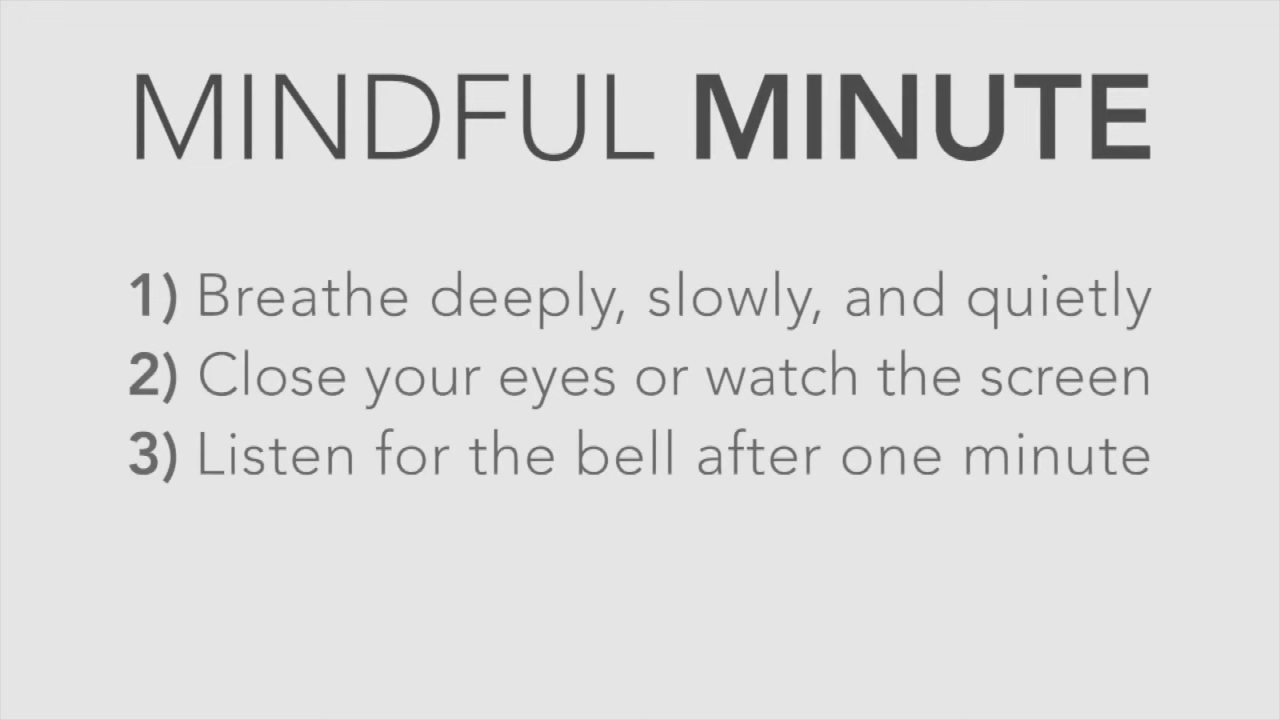 MINDFUL MINUTE
1) Breathe deeply, slowly, and quietly
2) Close your eyes or watch the screen
3) Listen for the bell after one minute